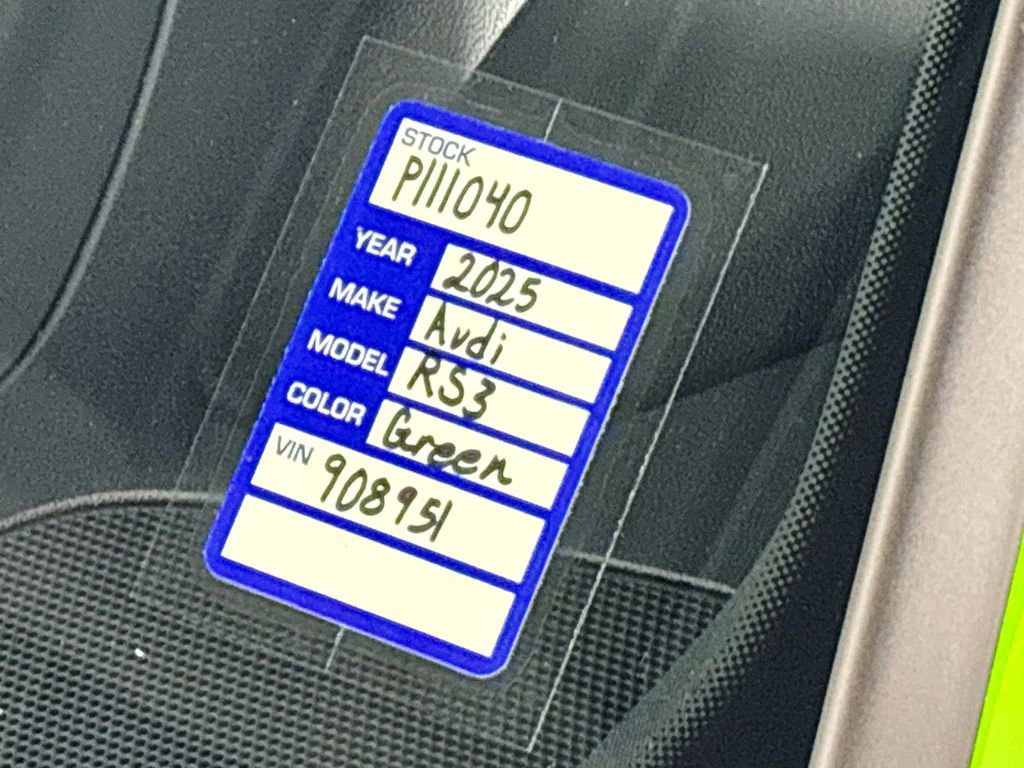 STOCK
P111040
YEAR 2025
MAKE Audi
MODEL RS3
COLOR Green
VIN 908951